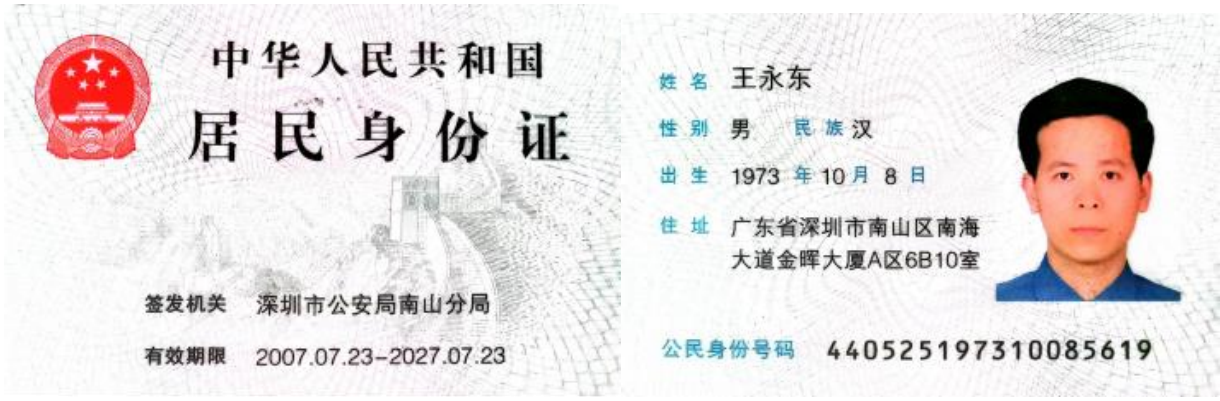 中华人民共和国
居民身份证
签发机关 深圳市公安局南山分局
有效期限 2007.07.23-2027.07.23
姓名 王永东
性别 男 民族 汉
出生 1973 年 10 月 8 日
住址 广东省深圳市南山区南海
大道金晖大厦A区6B10室
公民身份号码 440525197310085619